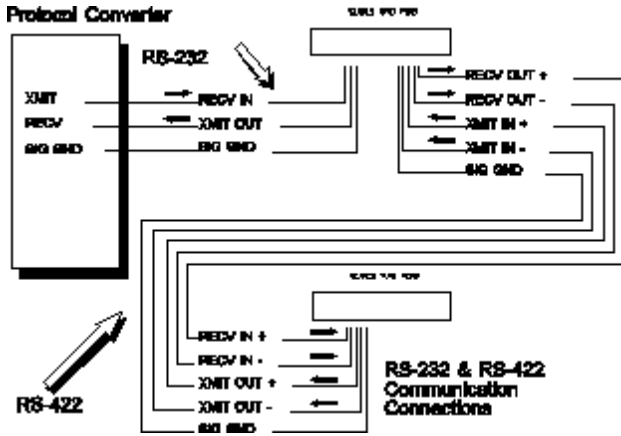 Protocol Converter
RS-232
XMIT
RECV
SIG GND
RECV IN
XMIT OUT
SIG GND
RECV OUT +
RECV OUT -
XMIT IN +
XMIT IN -
SIG GND
RECV IN +
RECV IN -
XMIT OUT +
XMIT OUT -
SIG GND
RS-422
RS-232 & RS-422
Communication
Connections